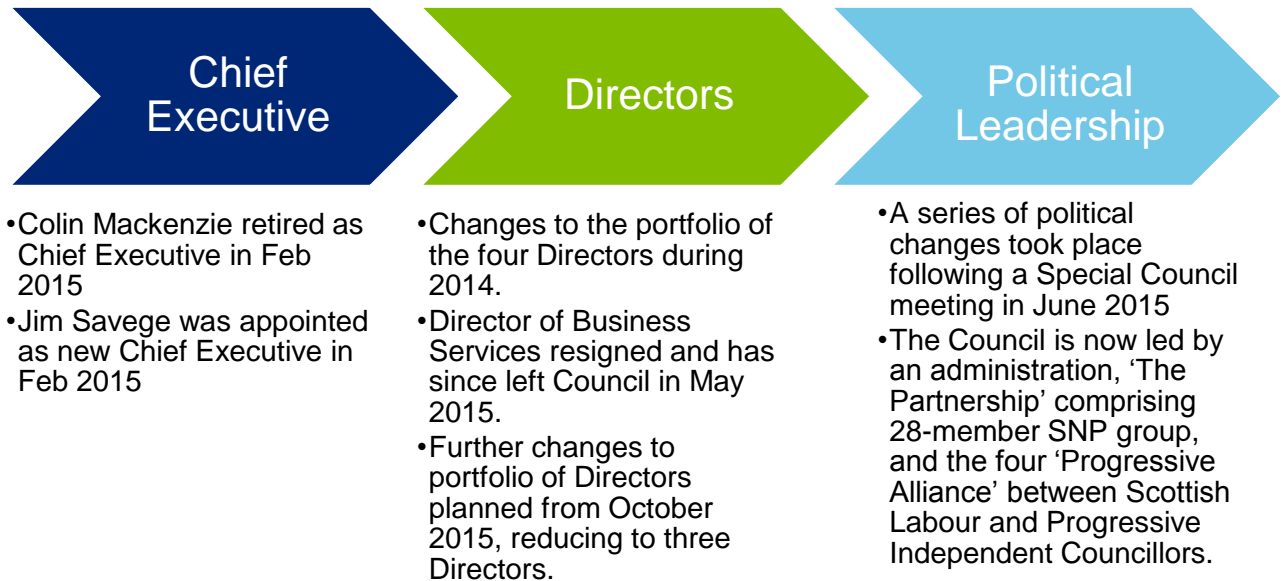 Chief
Executive
•Colin Mackenzie retired as
Chief Executive in Feb
2015
•Jim Savege was appointed
as new Chief Executive in
Feb 2015
Directors
•Changes to the portfolio of
the four Directors during
2014.
•Director of Business
Services resigned and has
since left Council in May
2015.
•Further changes to
portfolio of Directors
planned from October
2015, reducing to three
Directors.
Political
Leadership
•A series of political
changes took place
following a Special Council
meeting in June 2015
•The Council is now led by
an administration, ‘The
Partnership’ comprising
28-member SNP group,
and the four ‘Progressive
Alliance’ between Scottish
Labour and Progressive
Independent Councillors.